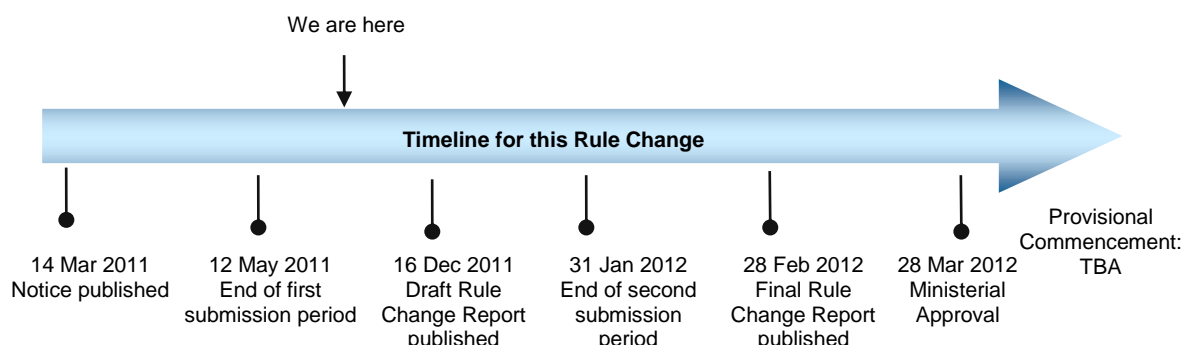 We are here
Timeline for this Rule Change
14 Mar 2011
Notice published
12 May 2011
End of first
submission period
16 Dec 2011
Draft Rule
Change Report
published
31 Jan 2012
End of second
submission
period
28 Feb 2012
Final Rule
Change Report
published
28 Mar 2012
Ministerial
Approval
Provisional
Commencement:
TBA